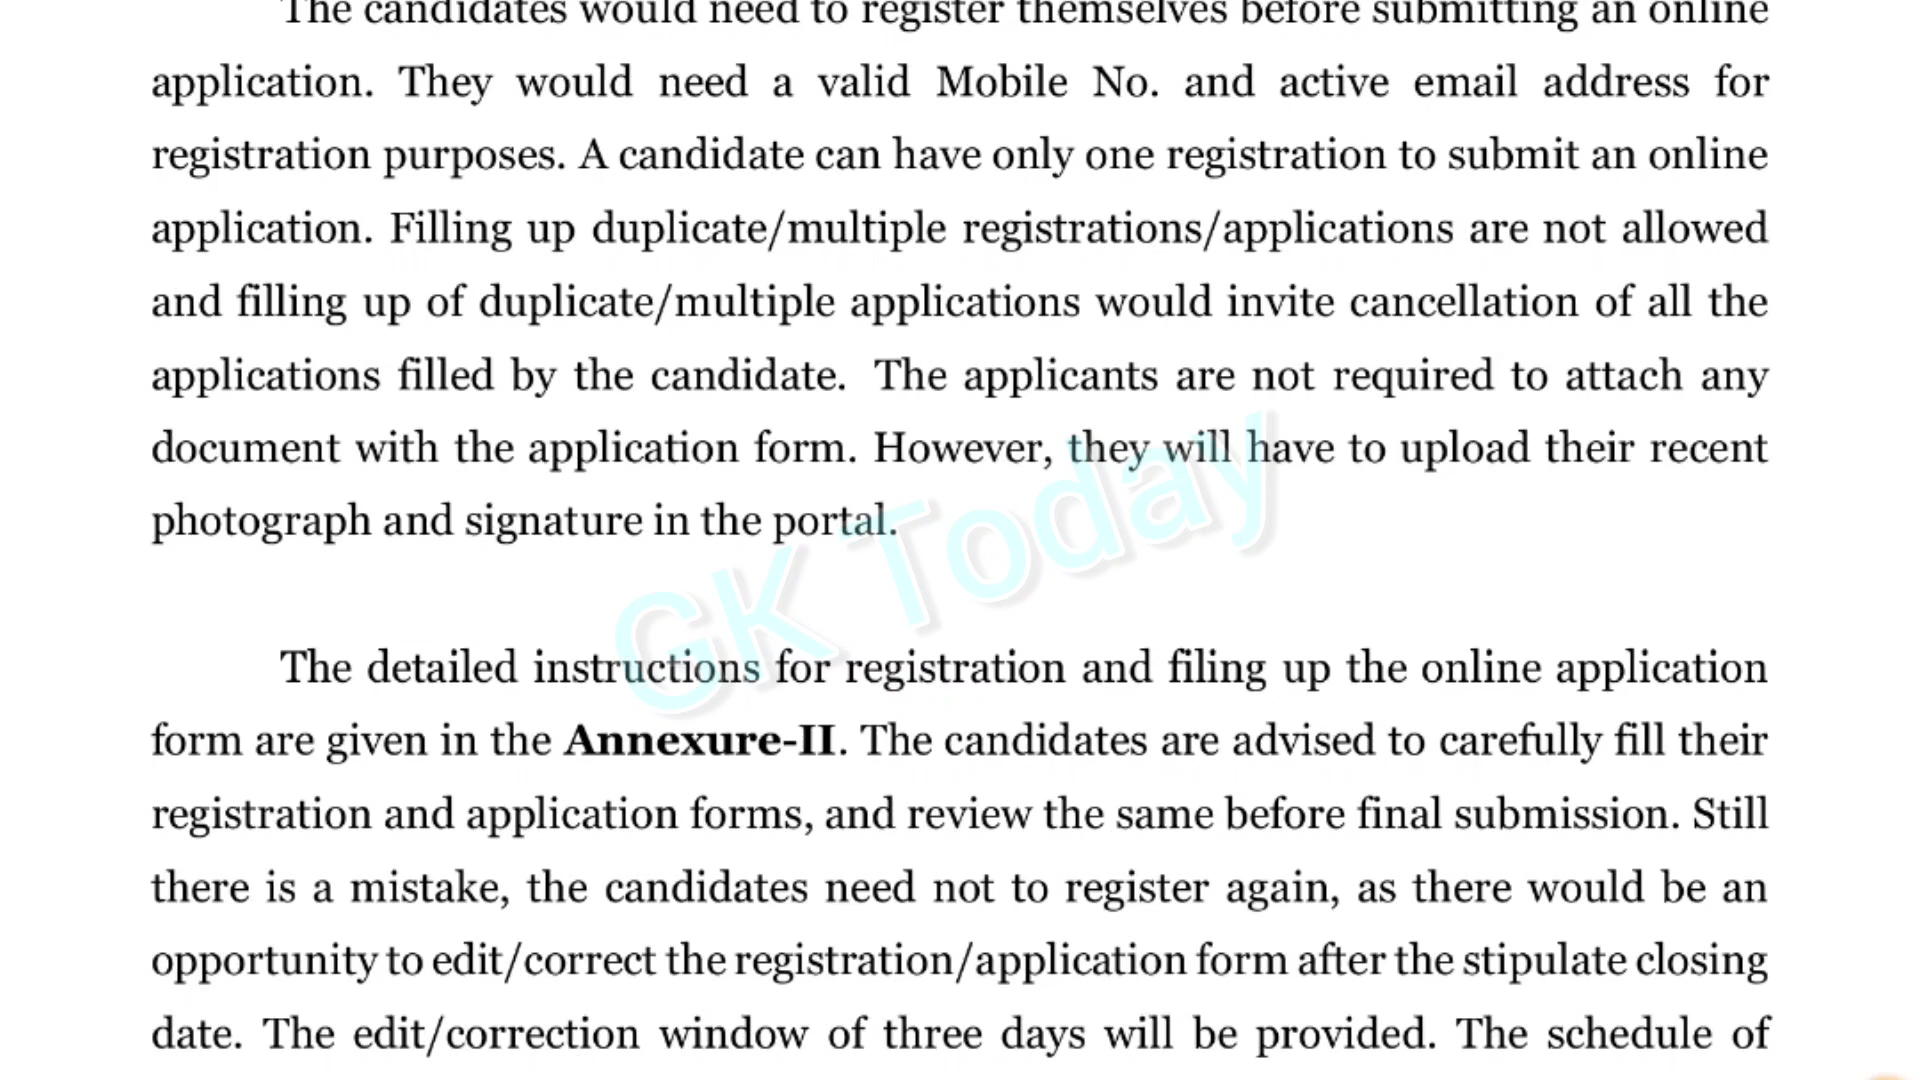 The candidates would need to register themselves before submitting an online
application. They would need a valid Mobile No. and active email address for
registration purposes. A candidate can have only one registration to submit an online
application. Filling up duplicate/multiple registrations/applications are not allowed
and filling up of duplicate/multiple applications would invite cancellation of all the
applications filled by the candidate. The applicants are not required to attach any
document with the application form. However, they will have to upload their recent
photograph and signature in the portal.
GK Today
The detailed instructions for registration and filing up the online application
form are given in the Annexure-II. The candidates are advised to carefully fill their
registration and application forms, and review the same before final submission. Still
there is a mistake, the candidates need not to register again, as there would be an
opportunity to edit/correct the registration/application form after the stipulate closing
date. The edit/correction window of three days will be provided. The schedule of